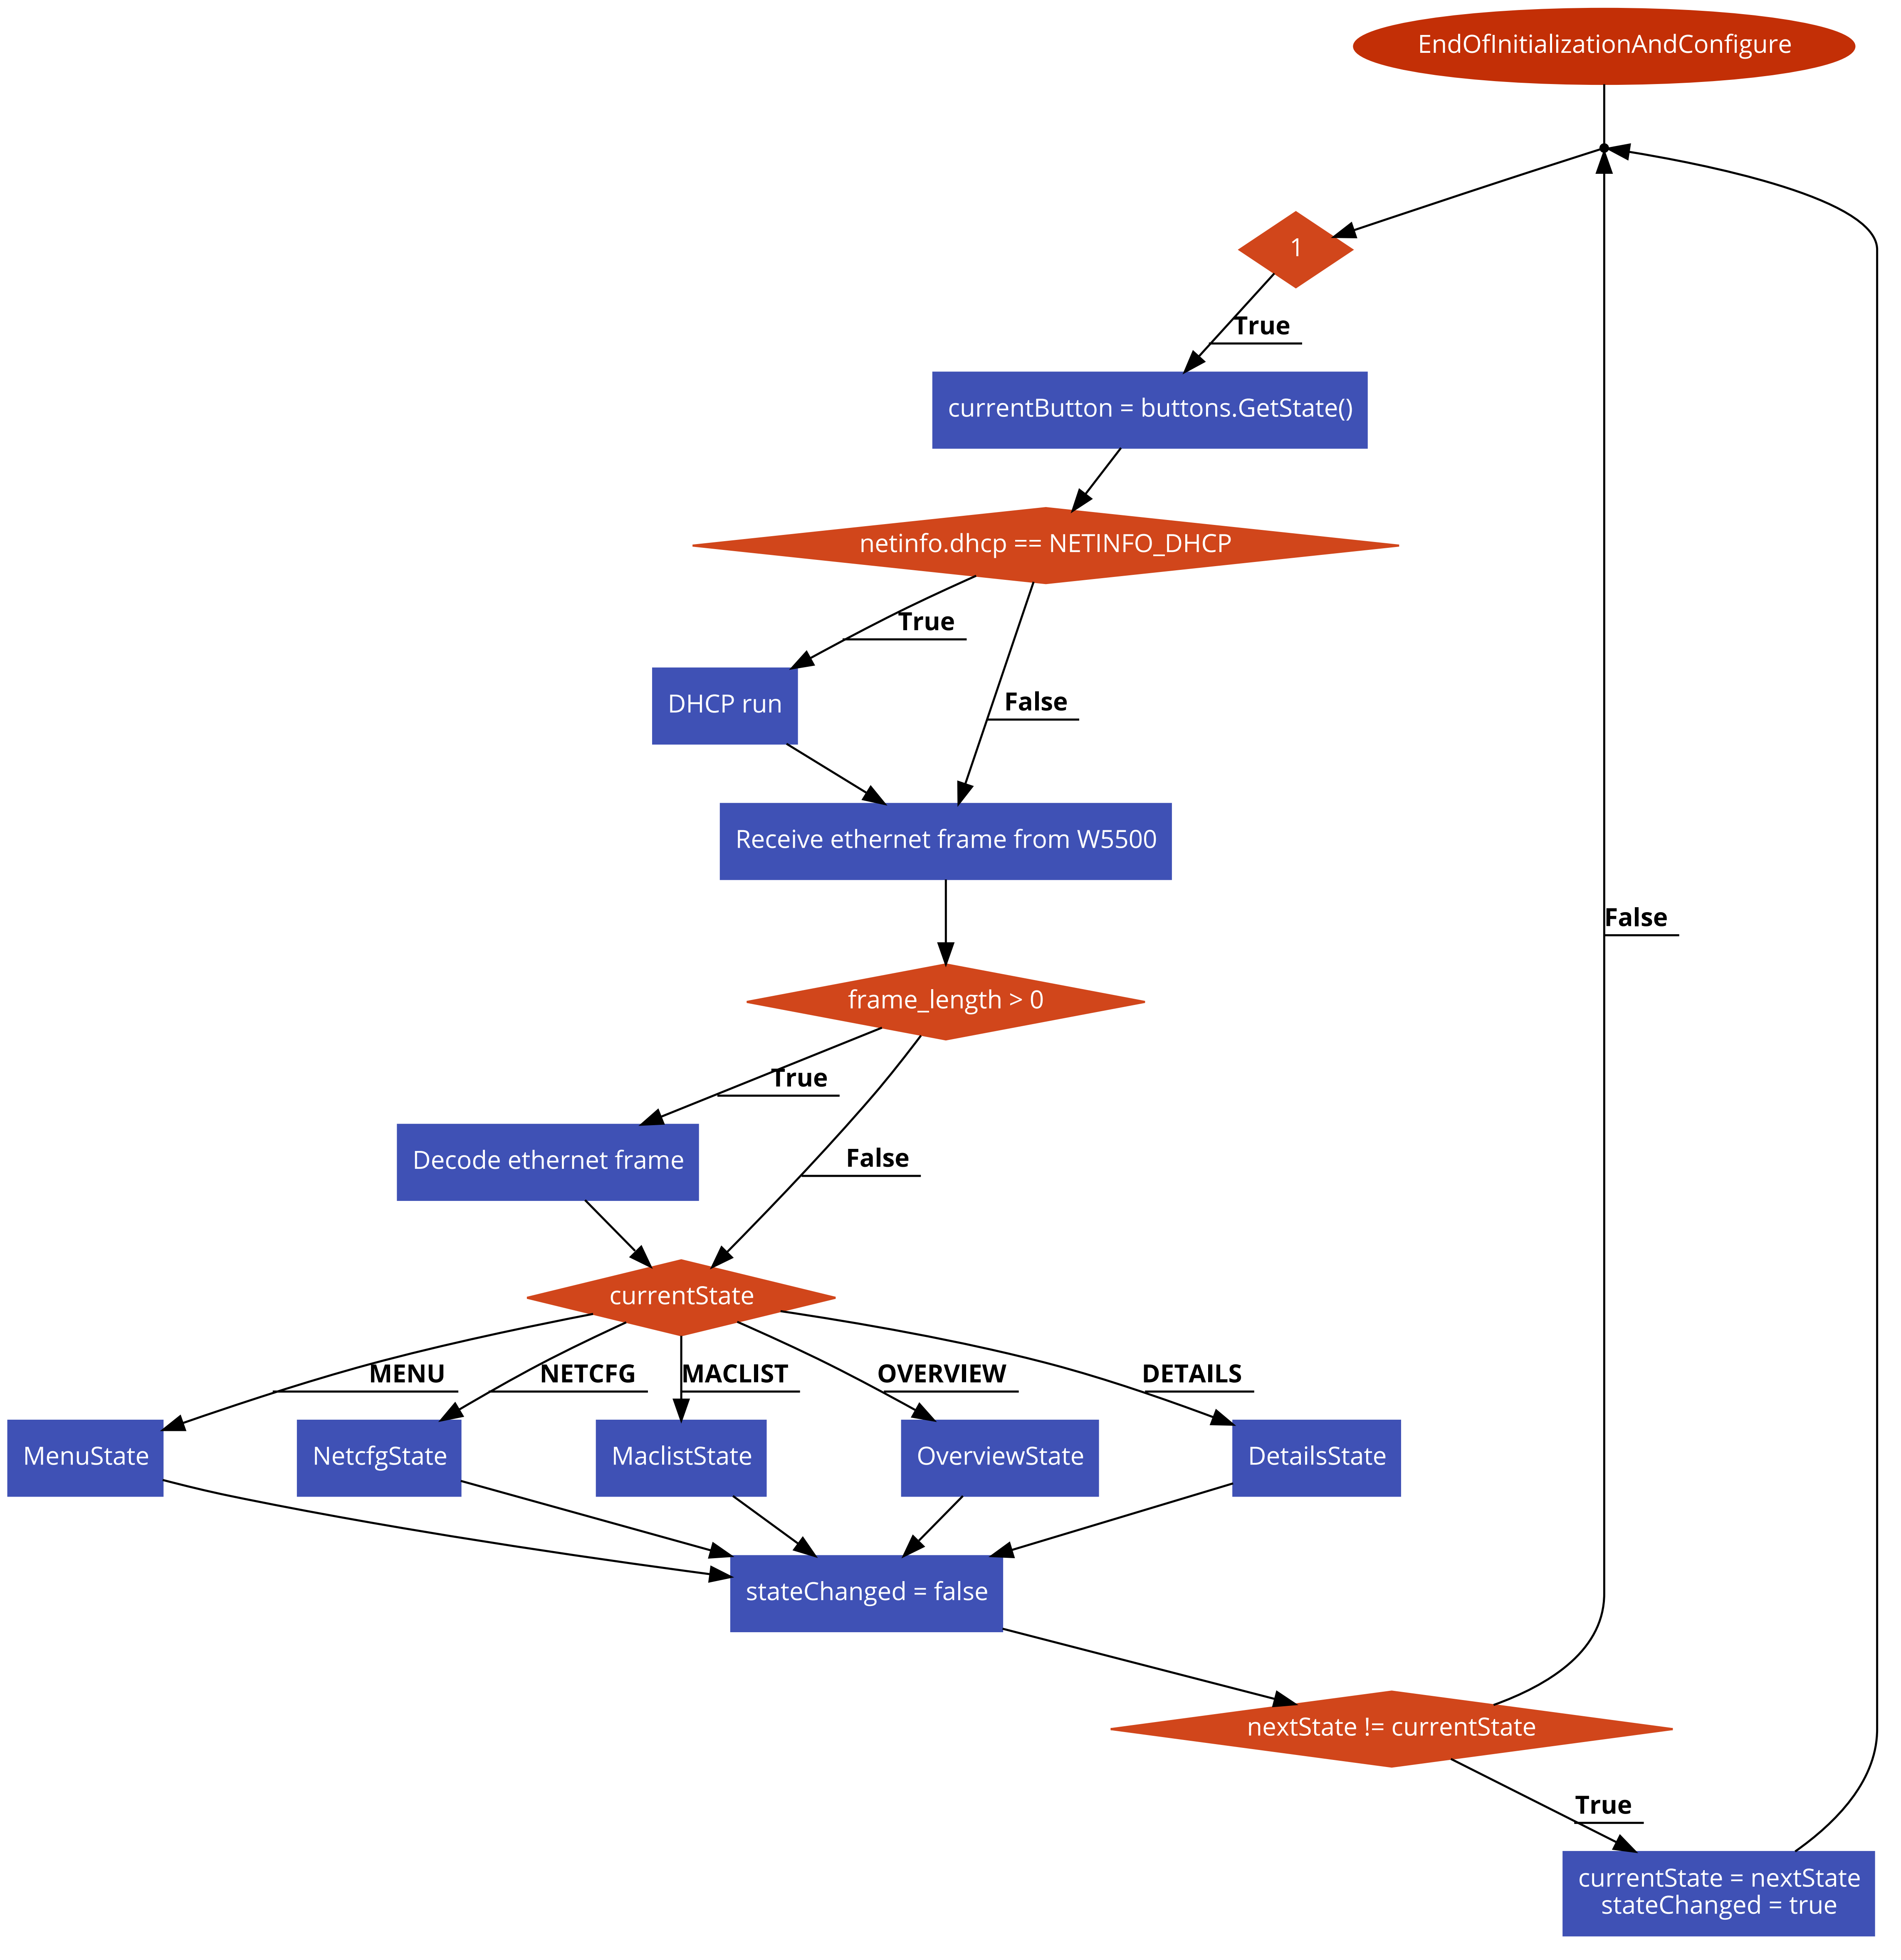 EndOfInitializationAndConfigure
1
True
currentButton = buttons.GetState()
netinfo.dhcp == NETINFO_DHCP
True
DHCP run
False
Receive ethernet frame from W5500
False
frame_length > 0
True
Decode ethernet frame
False
currentState
MENU
NETCFG
MACLIST
OVERVIEW
DETAILS
MenuState
NetcfgState
MaclistState
OverviewState
DetailsState
stateChanged = false
nextState != currentState
True
currentState = nextState
stateChanged = true